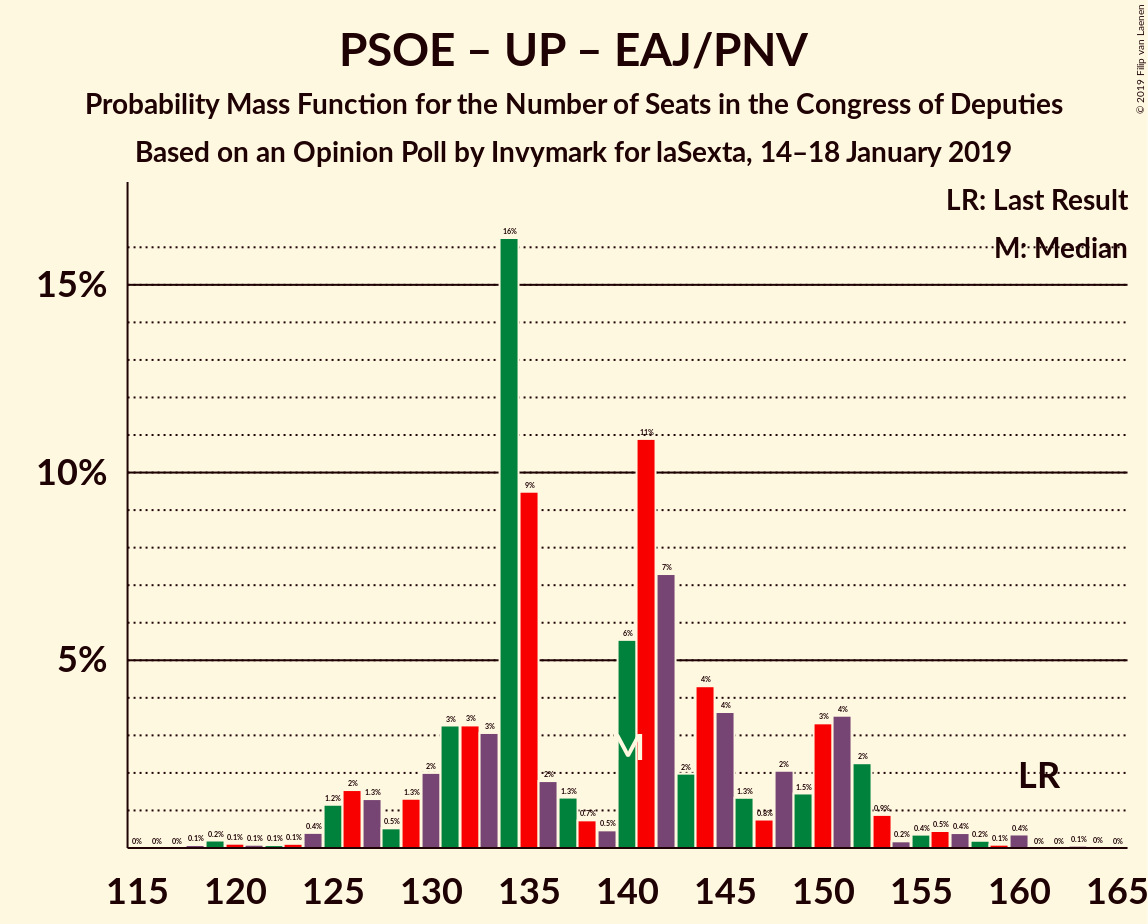 PSOE – UP – EAJ/PNV
Probability Mass Function for the Number of Seats in the Congress of Deputies
Based on an Opinion Poll by Invymark for laSexta, 14–18 January 2019
© 2019 Filip van Laenen
LR: Last Result
M: Median
15%
10%
5%
0% 0% 0% 0.1% 0.2% 0.1% 0.1% 0.1% 0.1% 0.4% 1.2% 2% 1.3% 0.5% 1.3% 2% 3% 3% 3% 16% 9% 2% 1.3% 0.7% 0.5% 6% 11% 7% 2% 4% 4% 1.3% 0.8% 2% 1.5% 3% 4% 2% 0.9% 0.2% 0.4% 0.5% 0.4% 0.2% 0.1% 0.4% 0% 0% 0.1% 0% 0%
M
LR
115 120 125 130 135 140 145 150 155 160 165